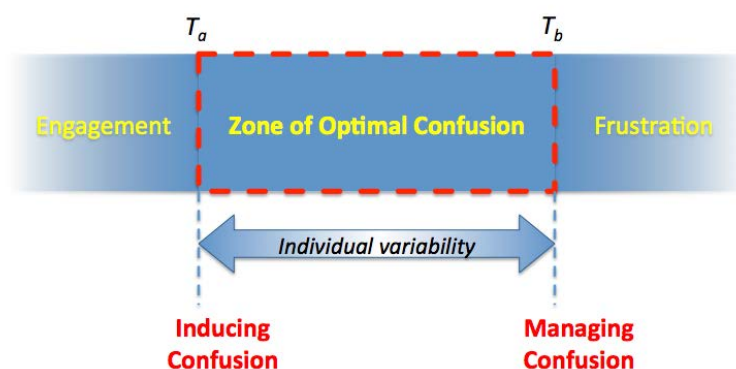 Ta Tb
Engagement Zone of Optimal Confusion Frustration
Individual variability
Inducing Managing
Confusion Confusion